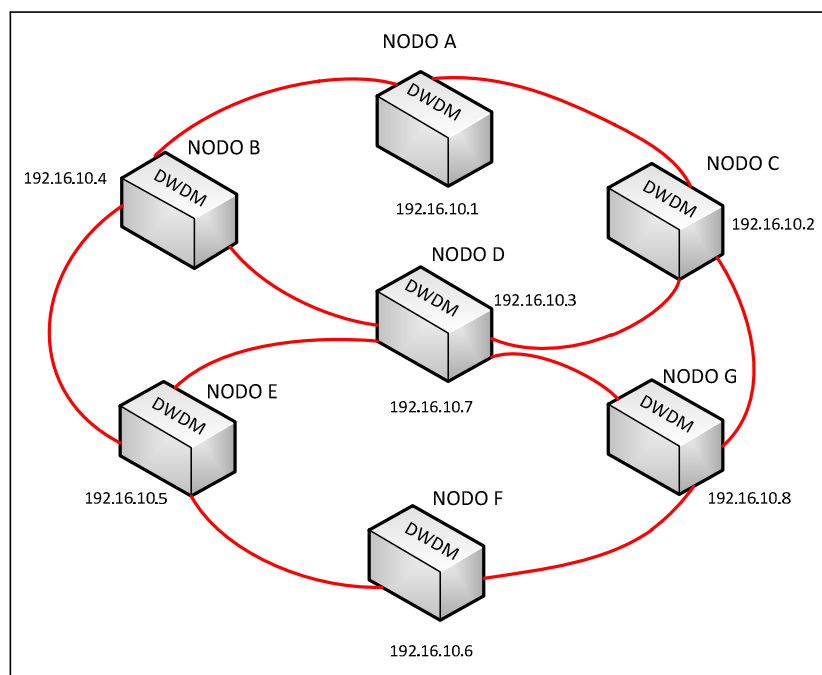 NODO A
DWDM
192.16.10.1
NODO B
192.16.10.4
DWDM
NODO C
DWDM
192.16.10.2
NODO D
192.16.10.3
DWDM
192.16.10.7
NODO E
DWDM
192.16.10.5
NODO G
DWDM
192.16.10.8
NODO F
DWDM
192.16.10.6